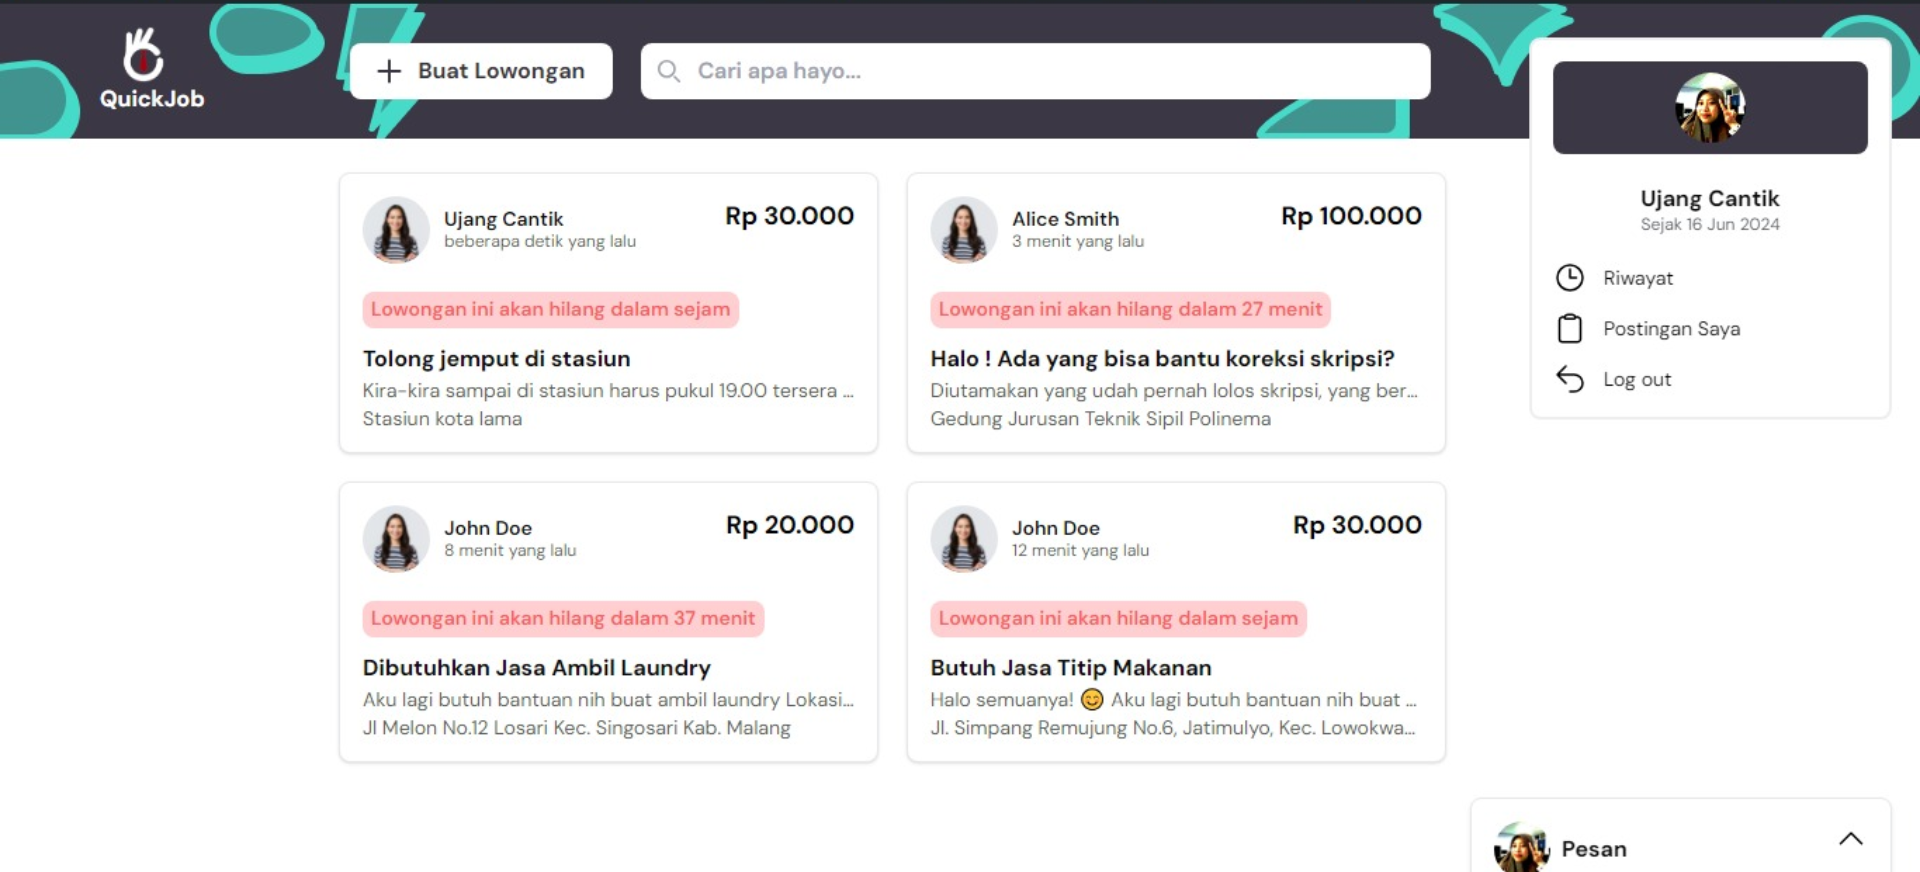 QuickJob
Buat Lowongan
Cari apa hayo...
Ujang Cantik
Sejak 16 Jun 2024
Riwayat
Postingan Saya
Log out
Ujang Cantik
beberapa detik yang lalu
Rp 30.000
Lowongan ini akan hilang dalam sejam
Tolong jemput di stasiun
Kira-kira sampai di stasiun harus pukul 19.00 tersera ...
Stasiun kota lama
Alice Smith
3 menit yang lalu
Rp 100.000
Lowongan ini akan hilang dalam 27 menit
Halo ! Ada yang bisa bantu koreksi skripsi?
Diutamakan yang udah pernah lolos skripsi, yang ber...
Gedung Jurusan Teknik Sipil Polinema
John Doe
8 menit yang lalu
Rp 20.000
Lowongan ini akan hilang dalam 37 menit
Dibutuhkan Jasa Ambil Laundry
Aku lagi butuh bantuan nih buat ambil laundry Lokasi...
Jl Melon No.12 Losari Kec. Singosari Kab. Malang
John Doe
12 menit yang lalu
Rp 30.000
Lowongan ini akan hilang dalam sejam
Butuh Jasa Titip Makanan
Halo semuanya! 😊 Aku lagi butuh bantuan nih buat ...
Jl. Simpang Remujung No.6, Jatimulyo, Kec. Lowokwa...
Pesan